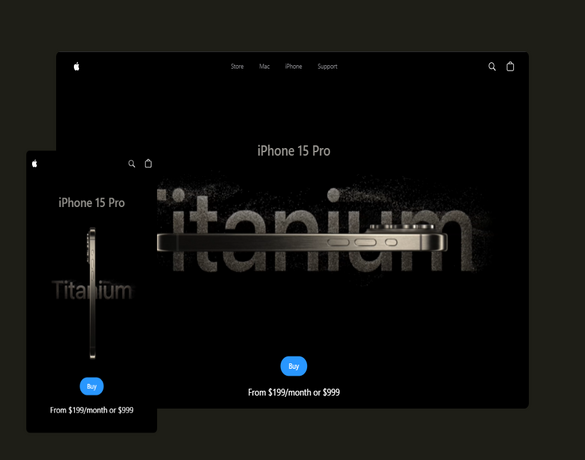 Store Mac iPhone Support
iPhone 15 Pro
Titanium
Buy
From $199/month or $999
iPhone 15 Pro
Titanium
Buy
From $199/month or $999